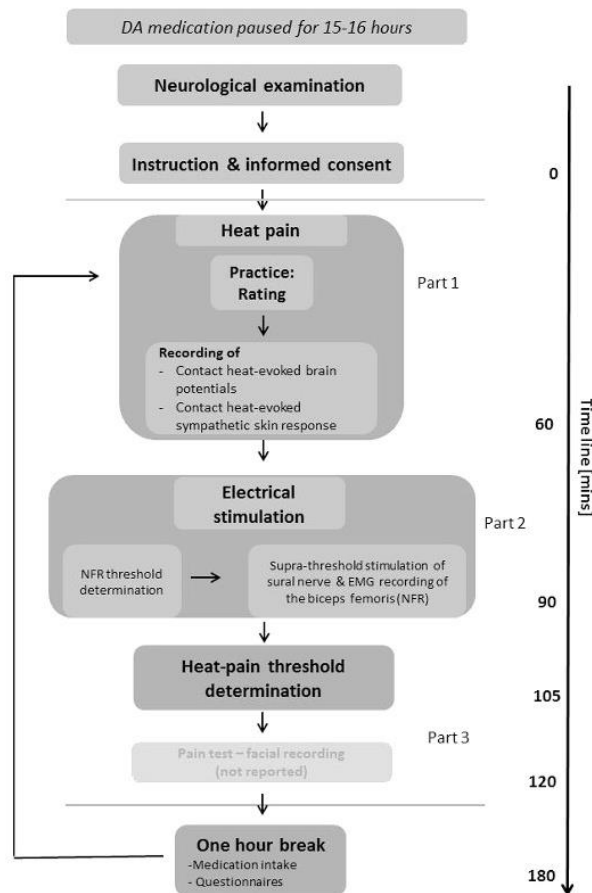 DA medication paused for 15-16 hours
Neurological examination
Instruction & informed consent
0
Heat pain
Practice:
Rating
Part 1
Recording of
- Contact heat-evoked brain
potentials
- Contact heat-evoked
sympathetic skin response
60
Time line [mins]
Electrical
stimulation
Part 2
NFR threshold
determination
Supra-threshold stimulation of
sural nerve & EMG recording of
the biceps femoris (NFR)
90
Heat-pain threshold
determination
105
Part 3
Pain test – facial recording
(not reported)
120
One hour break
-Medication intake
- Questionnaires
180